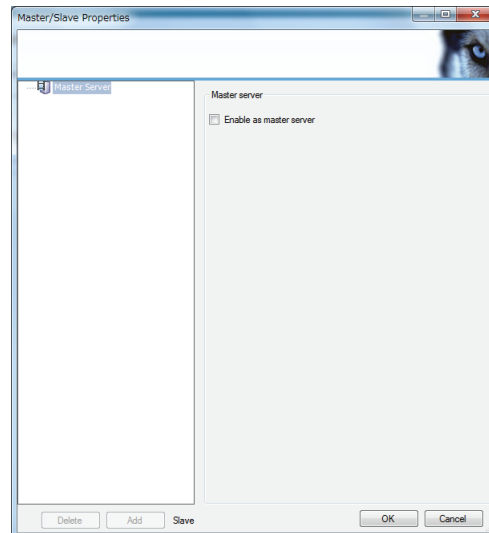 Master/Slave Properties
Master Server
Master server
Enable as master server
Delete
Add
Slave
OK
Cancel